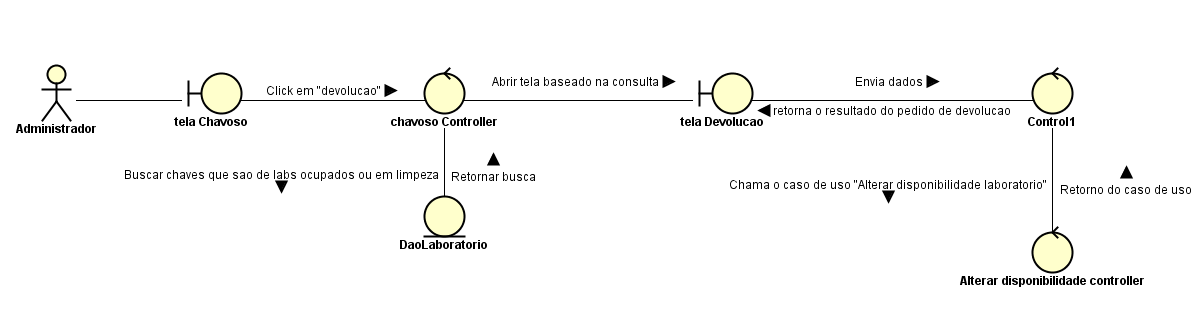 Administrador
tela Chavoso
Click em "devolucao"
chavoso Controller
Abrir tela baseado na consulta
tela Devolucao
Envia dados
retorna o resultado do pedido de devolucao
Control1
Buscar chaves que sao de labs ocupados ou em limpeza
Retornar busca
DaoLaboratorio
Chama o caso de uso "Alterar disponibilidade laboratorio"
Retorno do caso de uso
Alterar disponibilidade controller